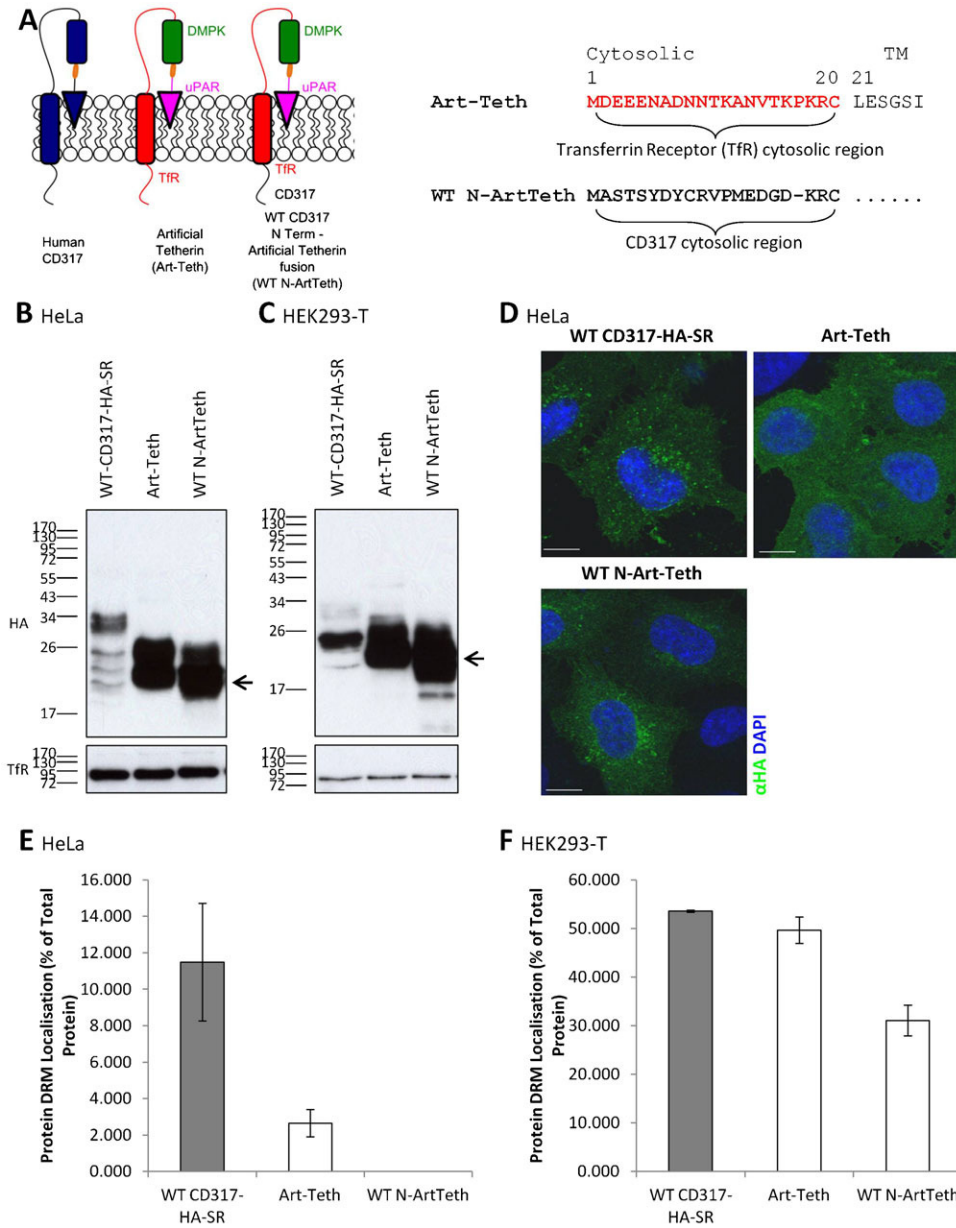 A
DMPK
DMPK
uPAR
uPAR
TfR
TfR
CD317
Human
CD317
Artificial
Tetherin
(Art-Teth)
WT CD317
N Term -
Artificial
Tetherin
fusion
(WT N-ArtTeth)
Cytosolic TM
1 20 21
Art-Teth MDEEENADNNTKANVTKPKRC LESGSI
Transferrin Receptor (TfR) cytosolic region
WT N-ArtTeth MASTSYDYCRVPMEDGD-KRC ......
CD317 cytosolic region
B HeLa
WT-CD317-HA-SR
Art-Teth
WT N-ArtTeth
170
130
95
72
55
43
34
HA
26
17
170
130
TfR
95
72
C HEK293-T
WT-CD317-HA-SR
Art-Teth
WT N-ArtTeth
170
130
95
72
55
43
34
26
17
170
130
95
72
D HeLa
WT CD317-HA-SR
Art-Teth
WT N-Art-Teth
αHA DAPI
E HeLa
Protein DRM Localisation (% of Total
Protein)
16.000
14.000
12.000
10.000
8.000
6.000
4.000
2.000
0.000
WT CD317-
HA-SR
Art-Teth
WT N-ArtTeth
F HEK293-T
Protein DRM Localisation (% of Total
Protein)
60.000
50.000
40.000
30.000
20.000
10.000
0.000
WT CD317-
HA-SR
Art-Teth
WT N-ArtTeth